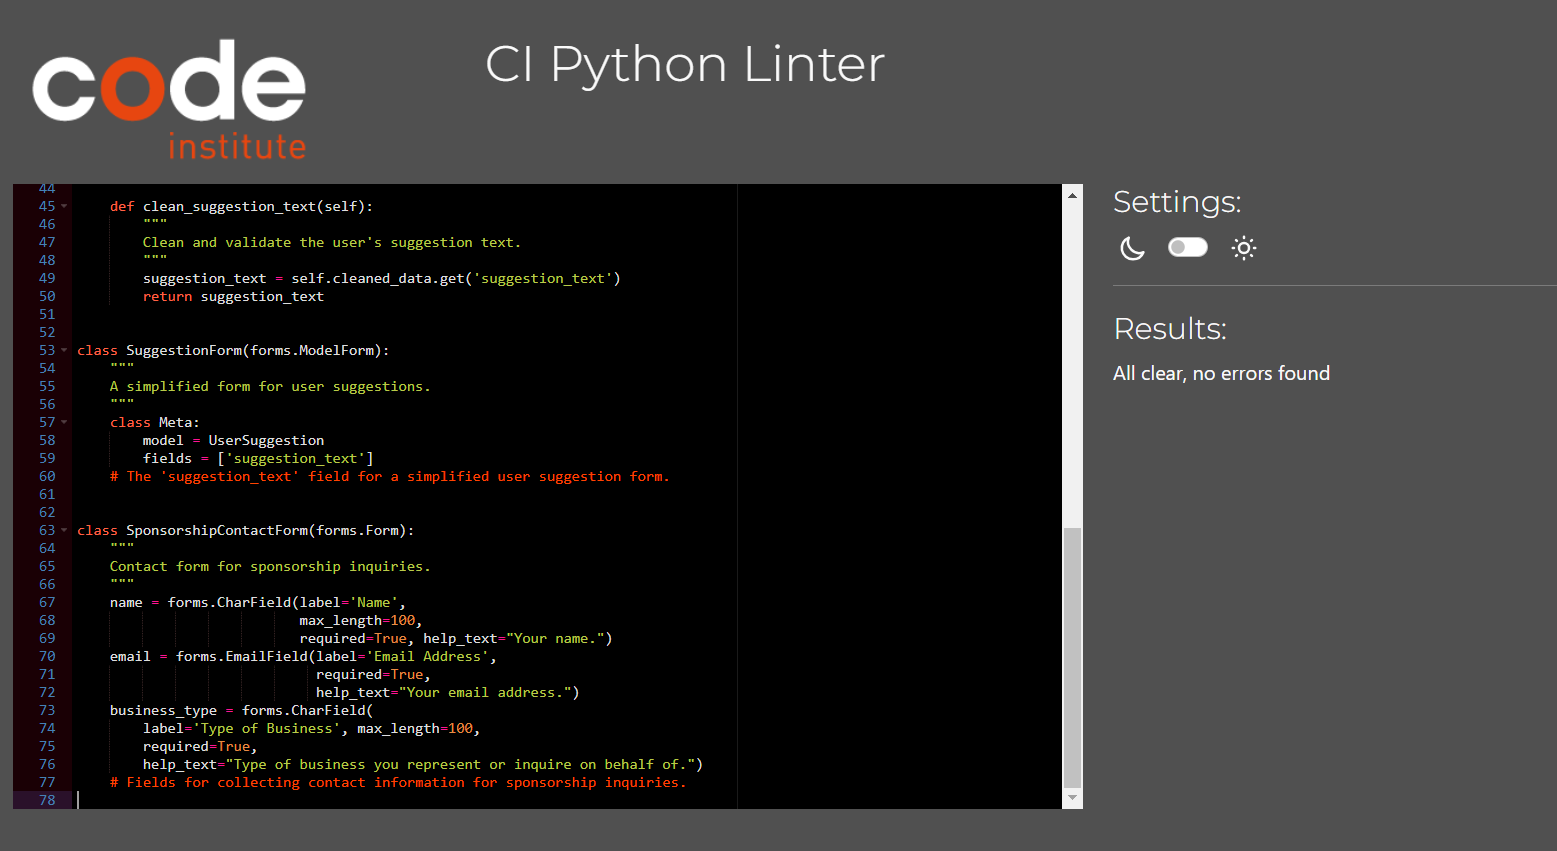 code
institute
CI Python Linter
44
45 def clean_suggestion_text(self):
46 """
47 Clean and validate the user's suggestion text.
48 """
49 suggestion_text = self.cleaned_data.get('suggestion_text')
50 return suggestion_text
51
52
53 class SuggestionForm(forms.ModelForm):
54 """
55 A simplified form for user suggestions.
56 """
57 class Meta:
58 model = UserSuggestion
59 fields = ['suggestion_text']
60 # The 'suggestion_text' field for a simplified user suggestion form.
61
62
63 class SponsorshipContactForm(forms.Form):
64 """
65 Contact form for sponsorship inquiries.
66 """
67 name = forms.CharField(label='Name',
68 max_length=100,
69 required=True, help_text="Your name.")
70 email = forms.EmailField(label='Email Address',
71 required=True,
72 help_text="Your email address.")
73 business_type = forms.CharField(
74 label='Type of Business', max_length=100,
75 required=True,
76 help_text="Type of business you represent or inquire on behalf of.")
77 # Fields for collecting contact information for sponsorship inquiries.
78
Settings:
Results:
All clear, no errors found